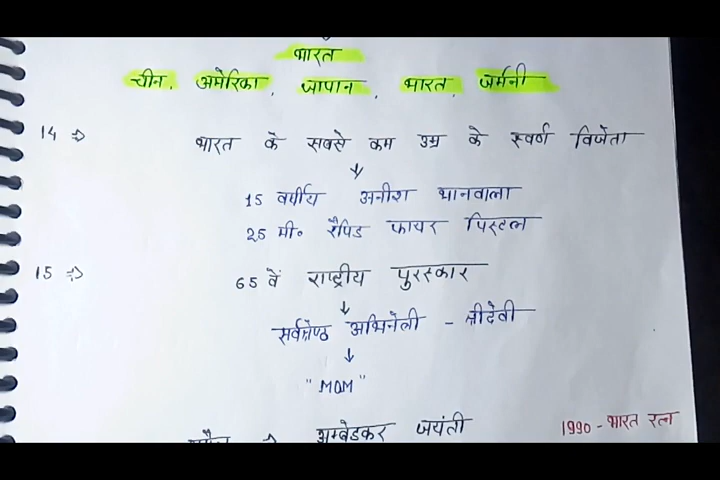 भारत
चीन, अमेरिका, जापान, भारत, जर्मनी
14 ⇒ भारत के सबसे कम उम्र के स्वर्ण विजेता
↓
15 वर्षीय अनीश भानवाला
25 मी० रैपिड फायर पिस्टल
15 ⇒ 65 वें राष्ट्रीय पुरस्कार
↓
सर्वश्रेष्ठ अभिनेत्री - श्रीदेवी
↓
"MOM"
⇒ अम्बेडकर जयंती 1990 - भारत रत्न